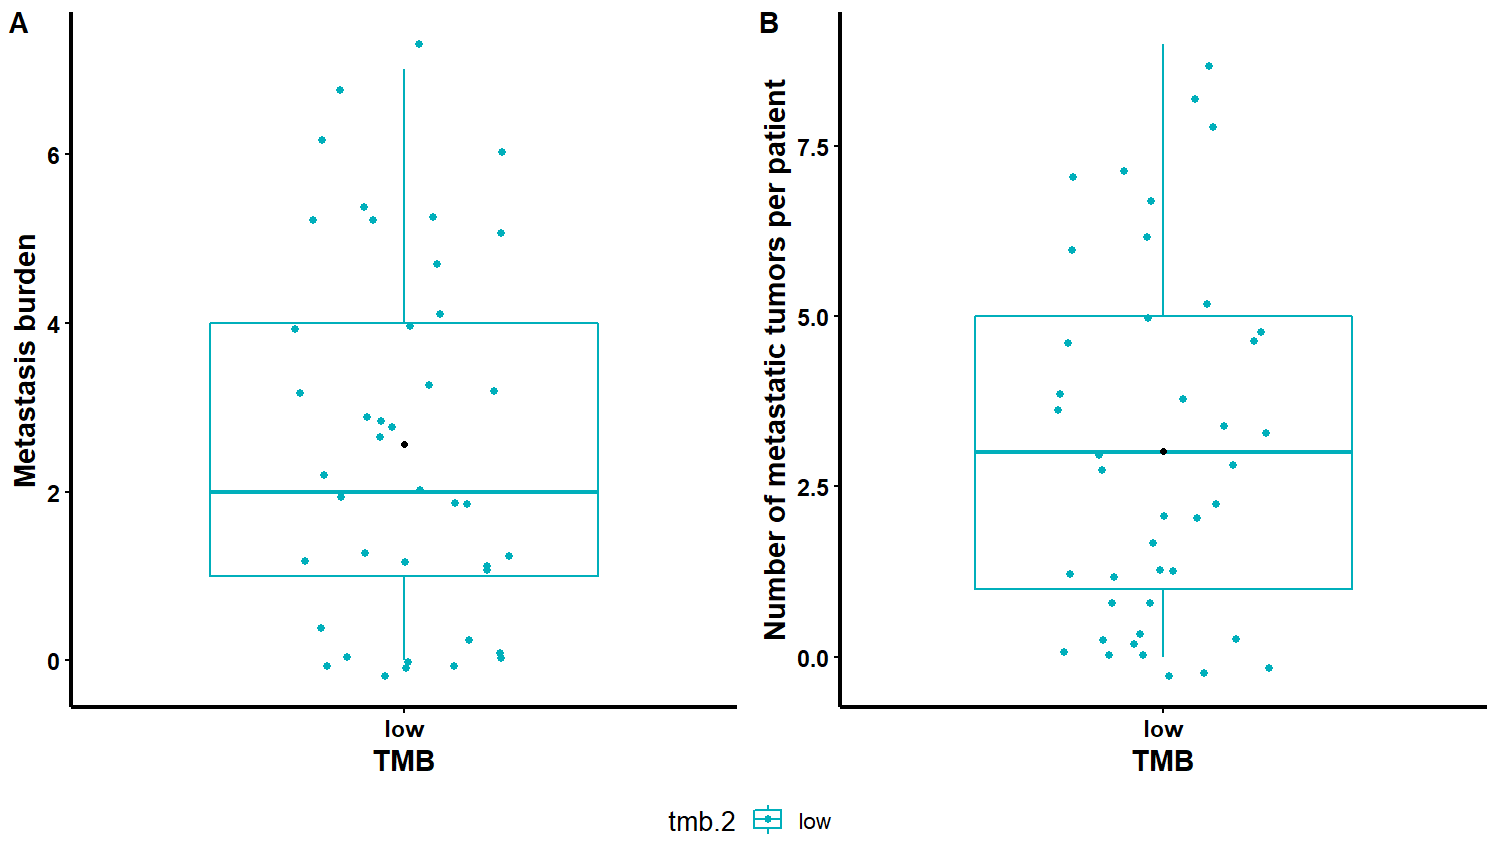 A
Metastasis burden
6
4
2
0
low
TMB
B
Number of metastatic tumors per patient
7.5
5.0
2.5
0.0
low
TMB
tmb.2 low